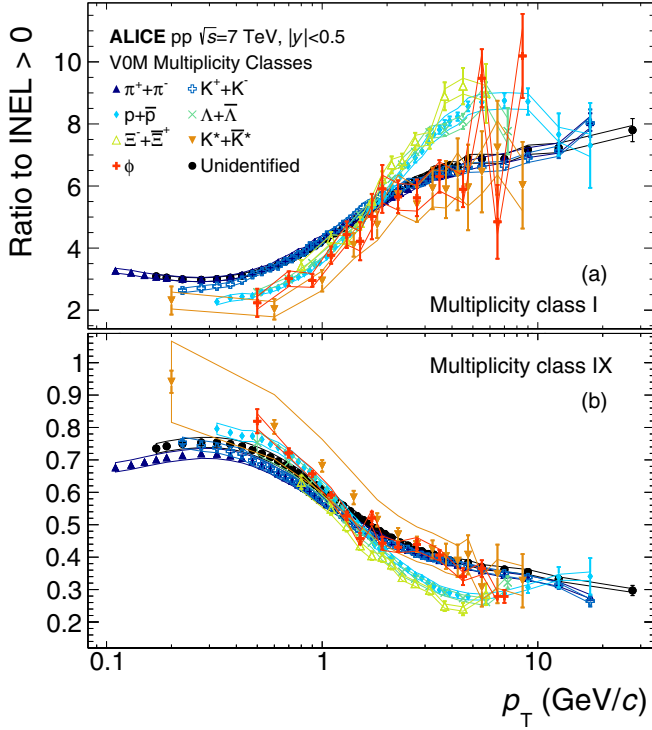 ALICE pp √s=7 TeV, |y|<0.5
V0M Multiplicity Classes
π⁺+π⁻ K⁺+K⁻
p+p̅ Λ+Λ̅
Ξ⁻+Ξ̅⁺ K*+K̅*
ϕ Unidentified
Ratio to INEL > 0
10
8
6
4
2
(a)
Multiplicity class I
Multiplicity class IX
(b)
1
0.9
0.8
0.7
0.6
0.5
0.4
0.3
0.2
0.1 1 10
p_T (GeV/c)